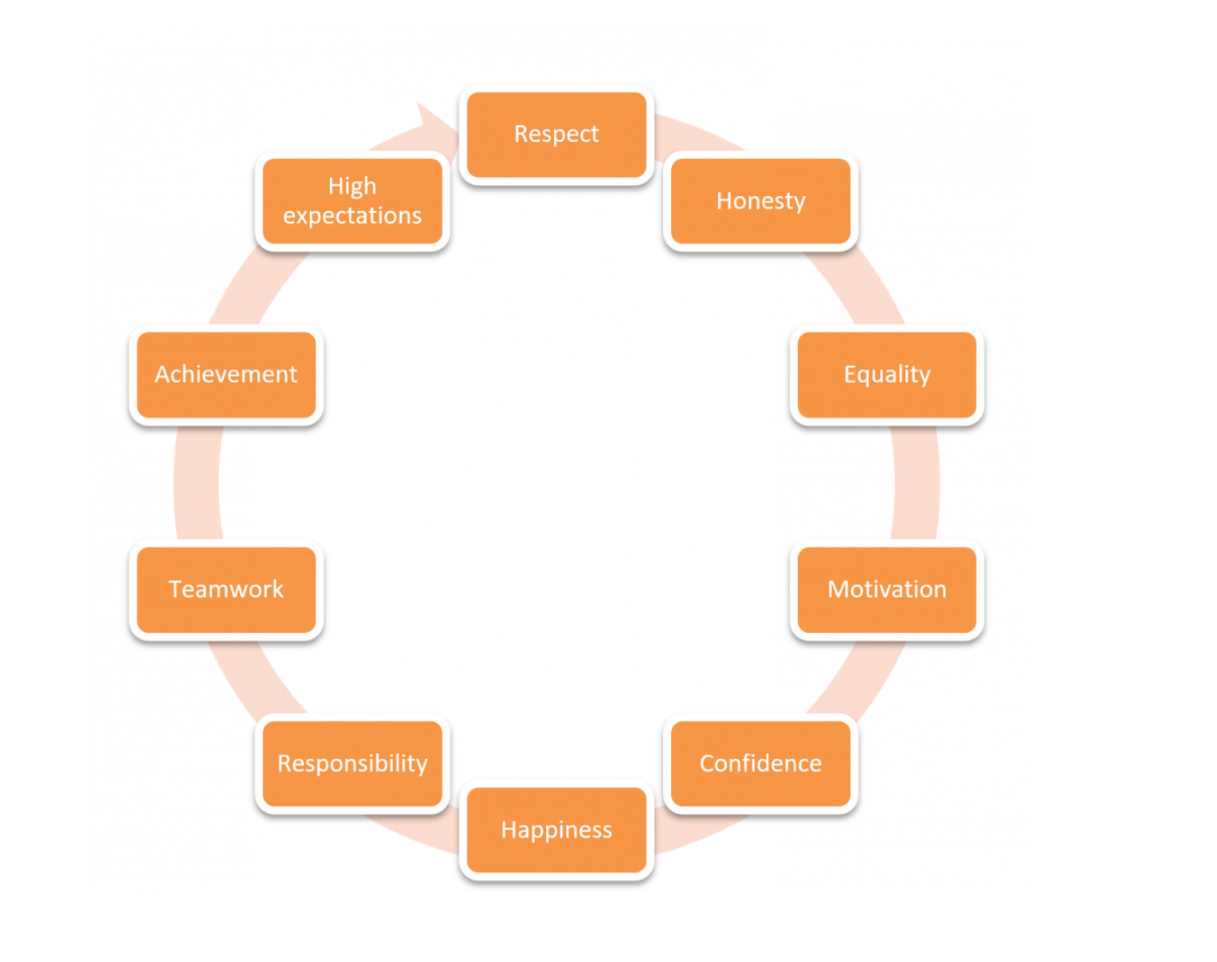 Respect
Honesty
Equality
Motivation
Confidence
Happiness
Responsibility
Teamwork
Achievement
High
expectations